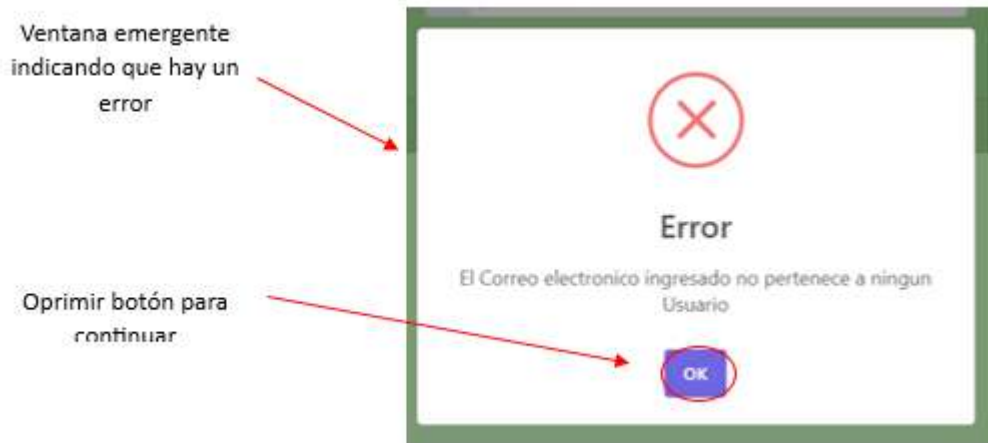 Ventana emergente
indicando que hay un
error
Error
El Correo electronico ingresado no pertenece a ningun
Usuario
Oprimir botón para
continuar
OK